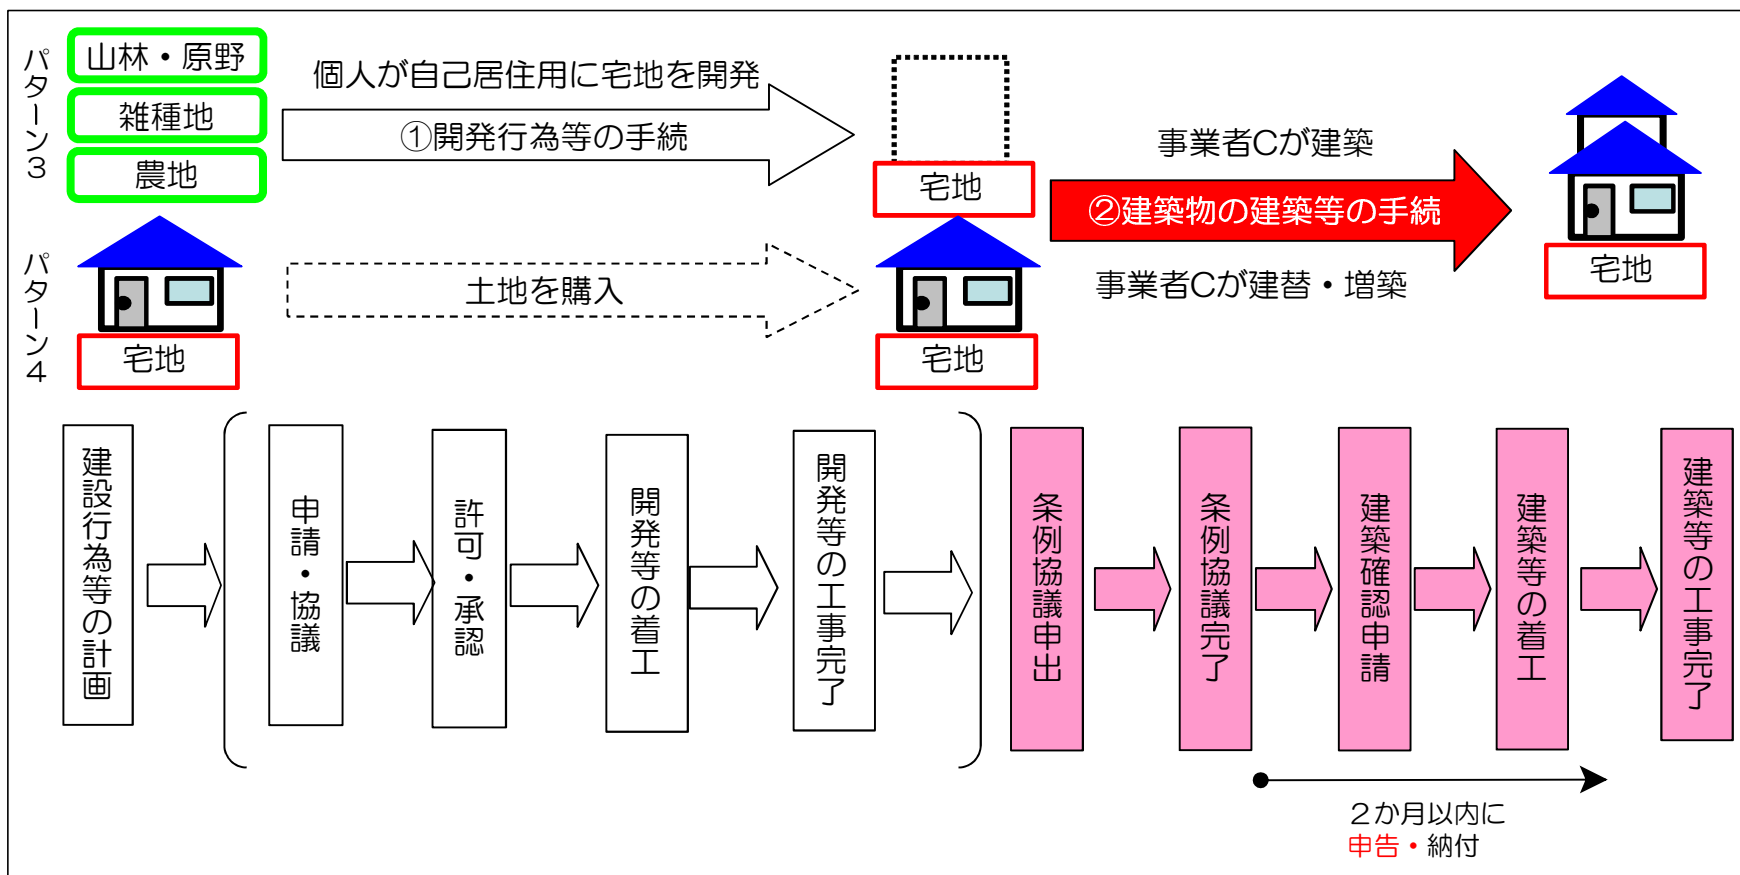 パターン３
山林・原野
雑種地
農地
個人が自己居住用に宅地を開発
①開発行為等の手続
宅地
事業者Cが建築
②建築物の建築等の手続
事業者Cが建替・増築
宅地
パターン４
宅地
土地を購入
宅地
建設行為等の計画
申請・協議
許可・承認
開発等の着工
開発等の工事完了
条例協議申出
条例協議完了
建築確認申請
建築等の着工
建築等の工事完了
２か月以内に
申告・納付